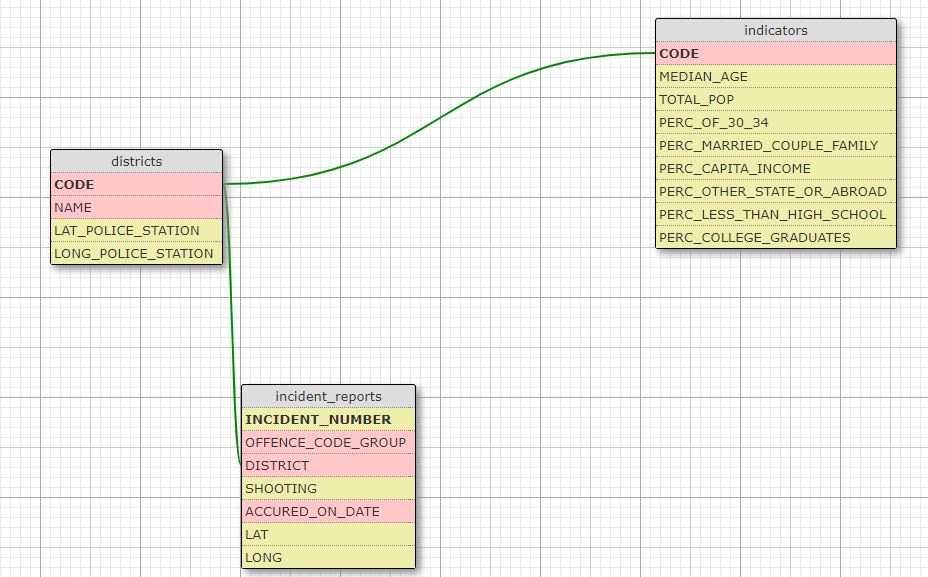 indicators
CODE
MEDIAN_AGE
TOTAL_POP
PERC_OF_30_34
PERC_MARRIED_COUPLE_FAMILY
PERC_CAPITA_INCOME
PERC_OTHER_STATE_OR_ABROAD
PERC_LESS_THAN_HIGH_SCHOOL
PERC_COLLEGE_GRADUATES
districts
CODE
NAME
LAT_POLICE_STATION
LONG_POLICE_STATION
incident_reports
INCIDENT_NUMBER
OFFENCE_CODE_GROUP
DISTRICT
SHOOTING
ACCURED_ON_DATE
LAT
LONG